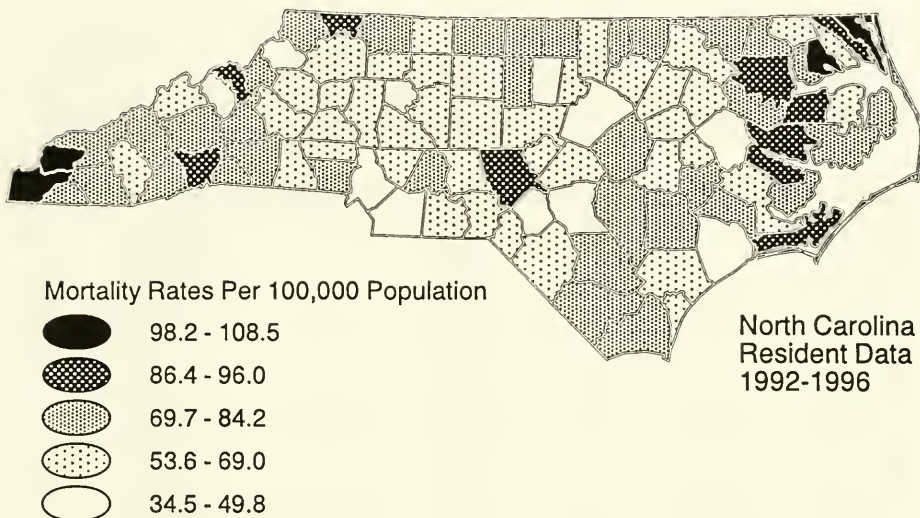 Mortality Rates Per 100,000 Population
98.2 - 108.5
86.4 - 96.0
69.7 - 84.2
53.6 - 69.0
34.5 - 49.8
North Carolina
Resident Data
1992-1996